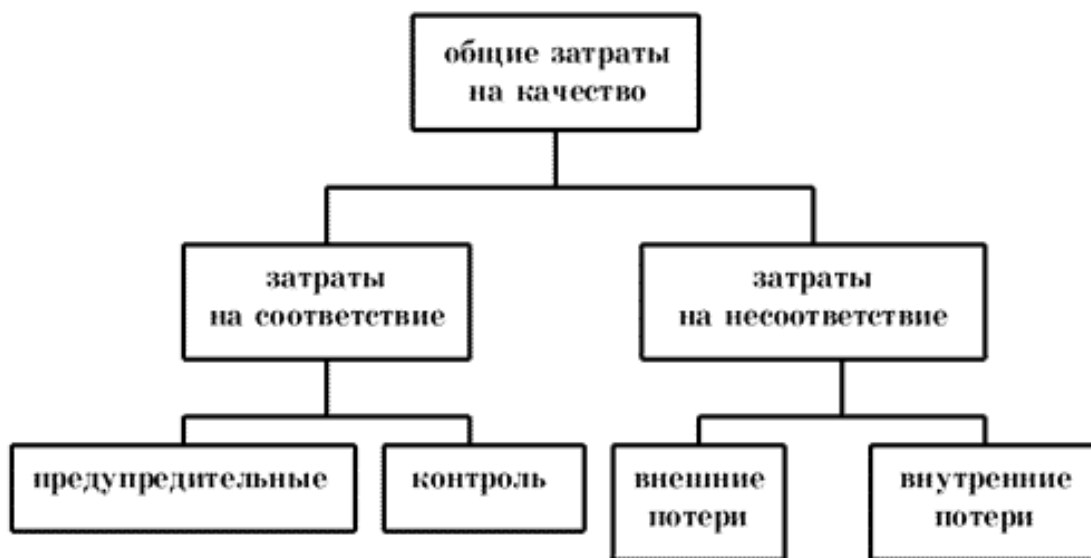 общие затраты
на качество
затраты
на соответствие
затраты
на несоответствие
предупредительные
контроль
внешние
потери
внутренние
потери